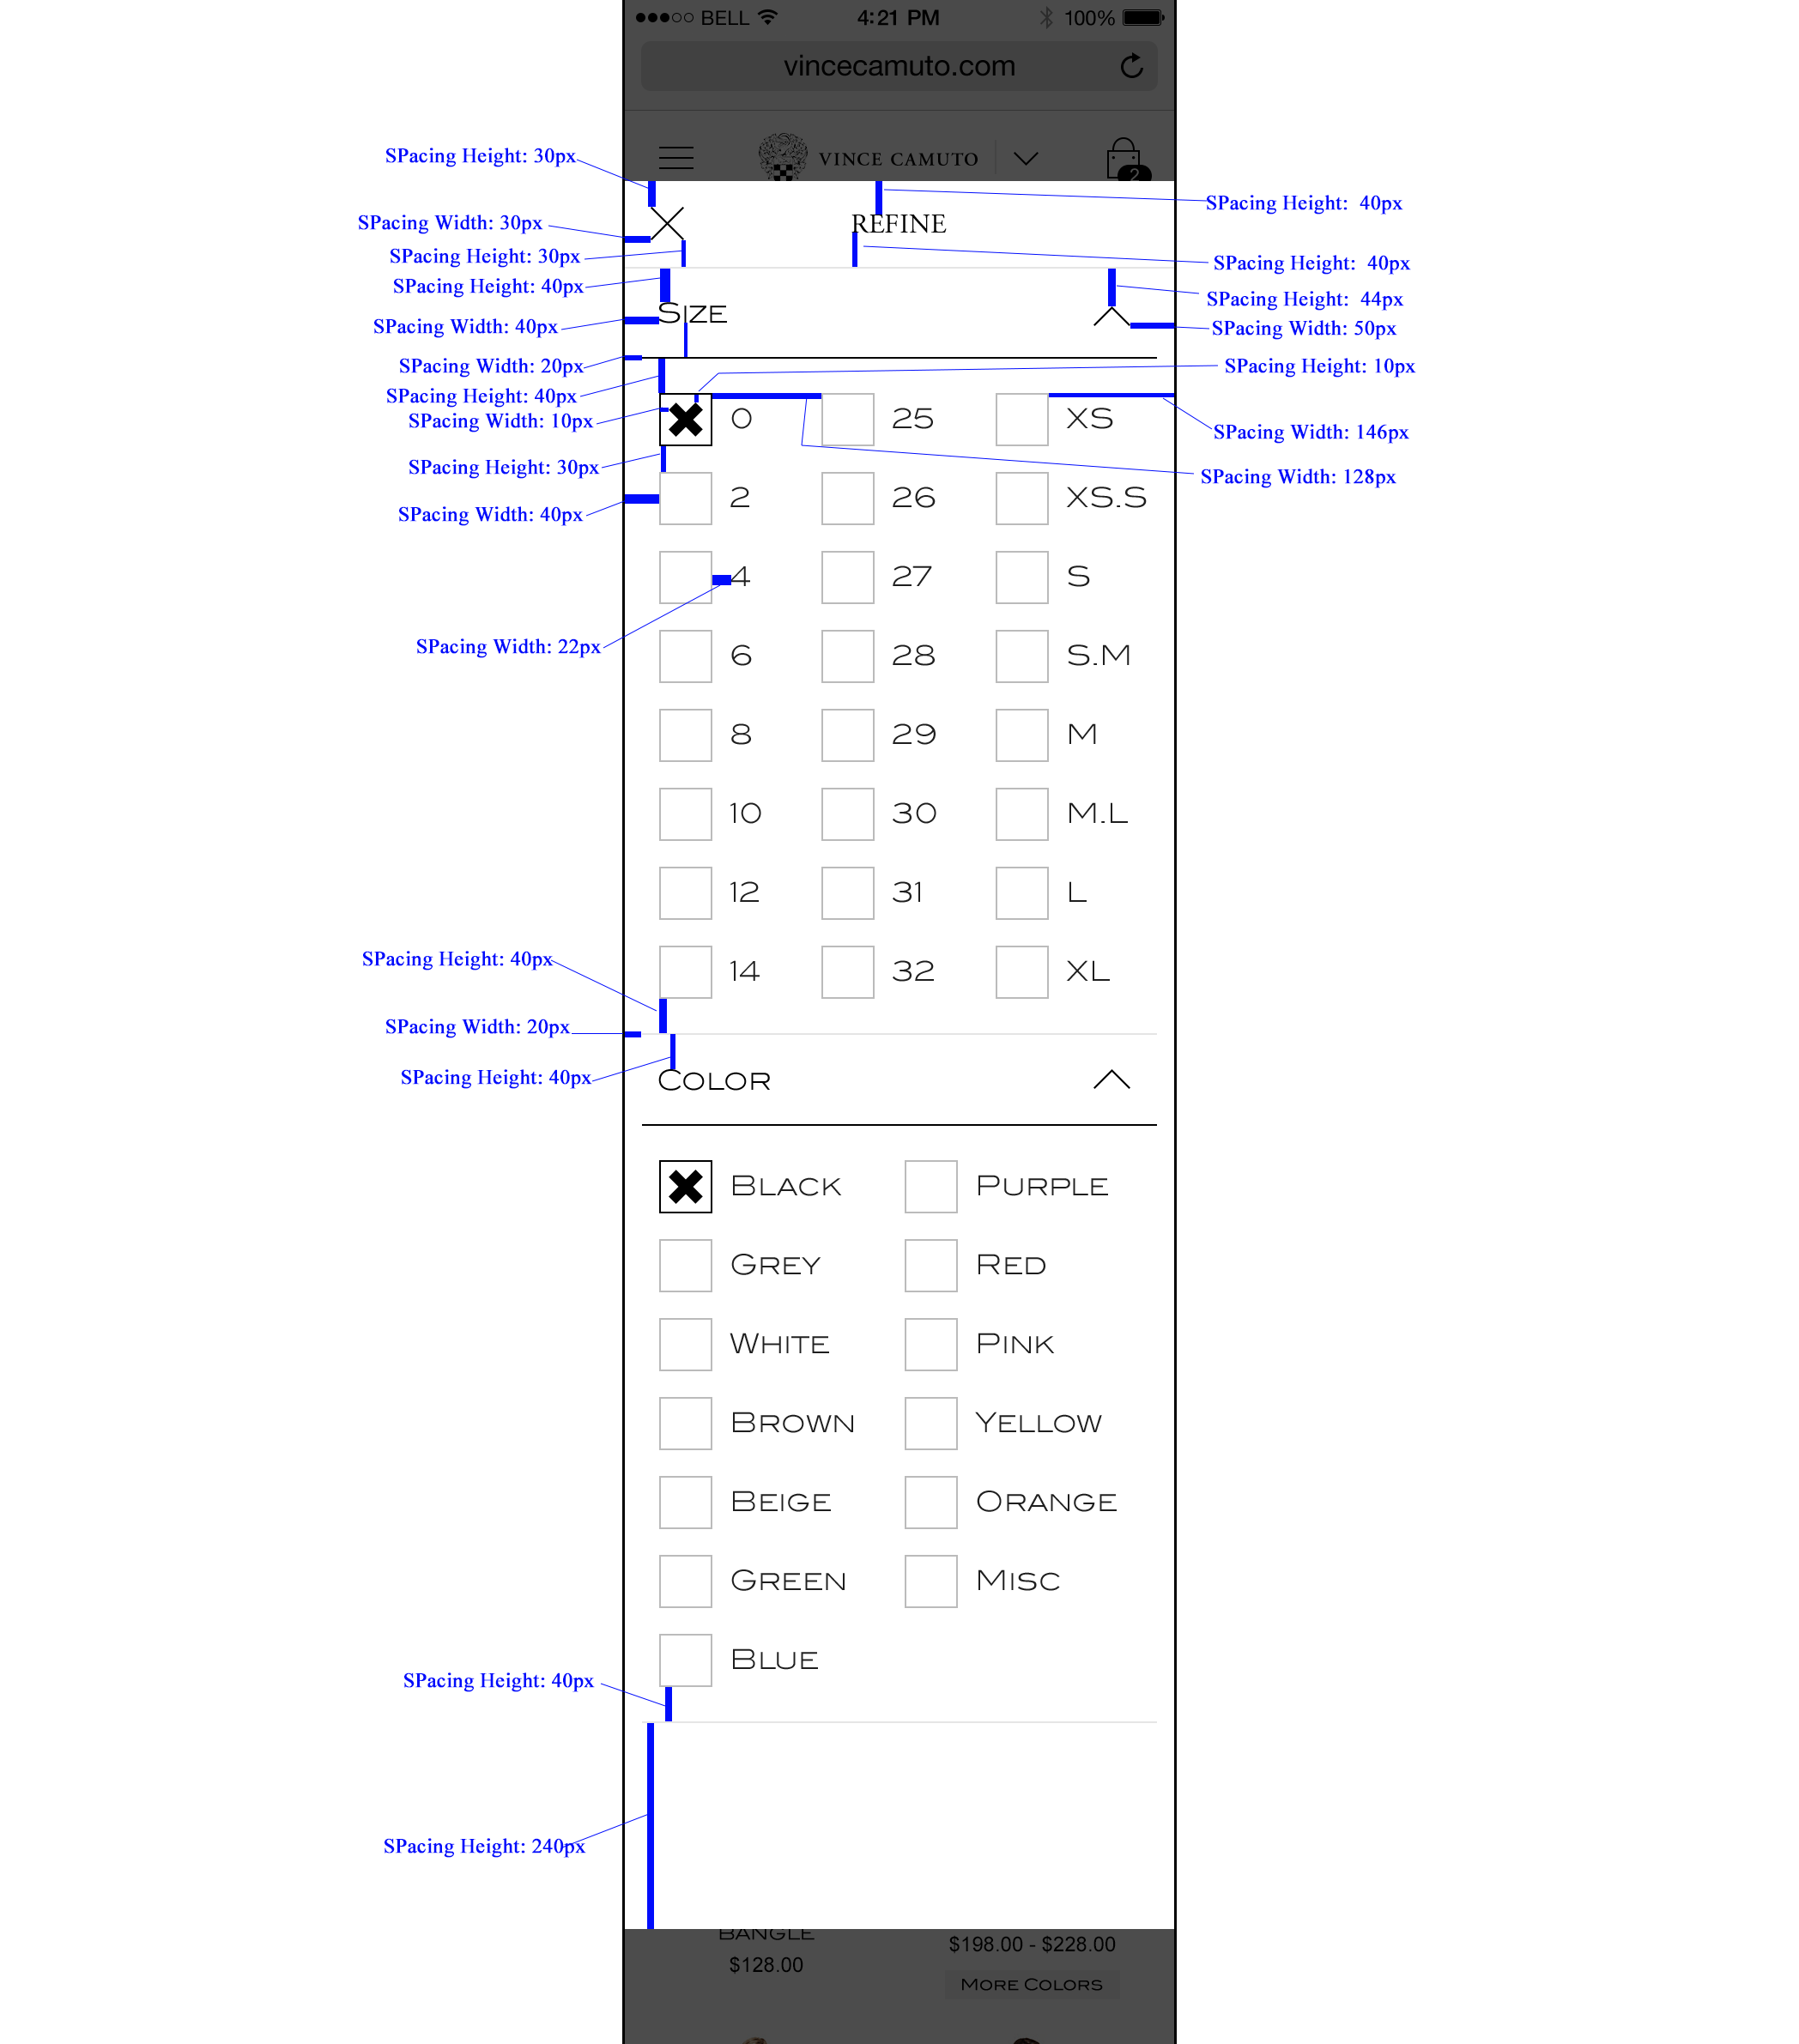 BELL 4:21 PM 100%
vincecamuto.com
VINCE CAMUTO 2
SPacing Height: 30px
SPacing Height: 40px
SPacing Width: 30px
REFINE
SPacing Height: 30px
SPacing Height: 40px
SPacing Height: 40px
SPacing Height: 44px
SIZE
SPacing Width: 40px
SPacing Width: 50px
SPacing Width: 20px
SPacing Height: 10px
SPacing Height: 40px
SPacing Width: 10px
0 25 XS
SPacing Width: 146px
SPacing Height: 30px
SPacing Width: 128px
2 26 XS.S
SPacing Width: 40px
4 27 S
SPacing Width: 22px
6 28 S.M
8 29 M
10 30 M.L
12 31 L
SPacing Height: 40px
14 32 XL
SPacing Width: 20px
SPacing Height: 40px
COLOR
BLACK PURPLE
GREY RED
WHITE PINK
BROWN YELLOW
BEIGE ORANGE
GREEN MISC
BLUE
SPacing Height: 40px
SPacing Height: 240px
BANGLE
$198.00 - $228.00
$128.00
MORE COLORS